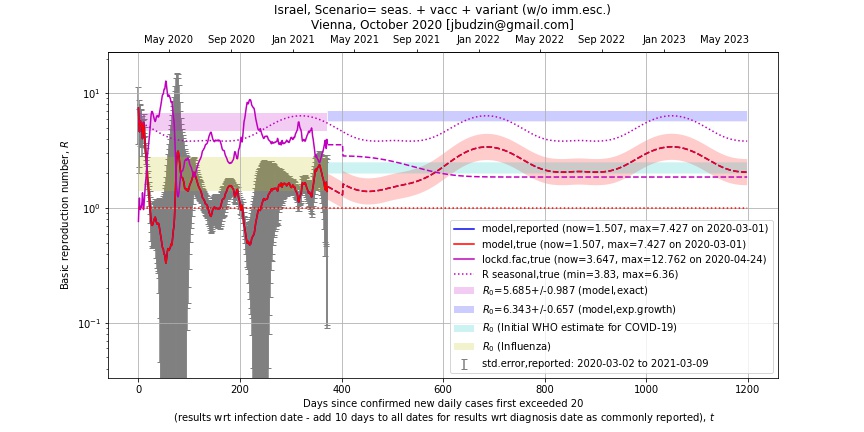 Israel, Scenario= seas. + vacc + variant (w/o imm.esc.)
Vienna, October 2020 [jbudzin@gmail.com]
May 2020 Sep 2020 Jan 2021 May 2021 Sep 2021 Jan 2022 May 2022 Sep 2022 Jan 2023 May 2023
Basic reproduction number, R
10¹
10⁰
10⁻¹
model,reported (now=1.507, max=7.427 on 2020-03-01)
model,true (now=1.507, max=7.427 on 2020-03-01)
lockd.fac,true (now=3.647, max=12.762 on 2020-04-24)
R seasonal,true (min=3.83, max=6.36)
R₀=5.685+/-0.987 (model,exact)
R₀=6.343+/-0.657 (model,exp.growth)
R₀ (Initial WHO estimate for COVID-19)
R₀ (Influenza)
std.error,reported: 2020-03-02 to 2021-03-09
0 200 400 600 800 1000 1200
Days since confirmed new daily cases first exceeded 20
(results wrt infection date - add 10 days to all dates for results wrt diagnosis date as commonly reported), t